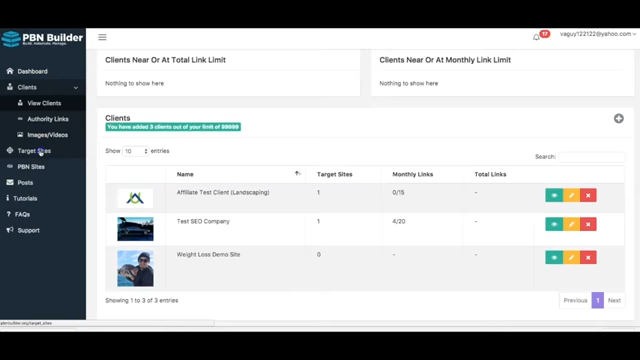 PBN Builder
Build. Automate. Manage.
17
vaguy122122@yahoo.com
Dashboard
Clients
View Clients
Authority Links
Images/Videos
Target Sites
PBN Sites
Posts
Tutorials
FAQs
Support
Clients Near Or At Total Link Limit
Nothing to show here
Clients Near Or At Monthly Link Limit
Nothing to show here
Clients
You have added 3 clients out of your limit of 99999
Show 10 entries
Search:
Name Target Sites Monthly Links Total Links
Affiliate Test Client (Landscaping) 1 0/15 -
Test SEO Company 1 4/20 -
Weight Loss Demo Site 0 - -
Showing 1 to 3 of 3 entries
Previous 1 Next
pbnbuilder.org/target_sites